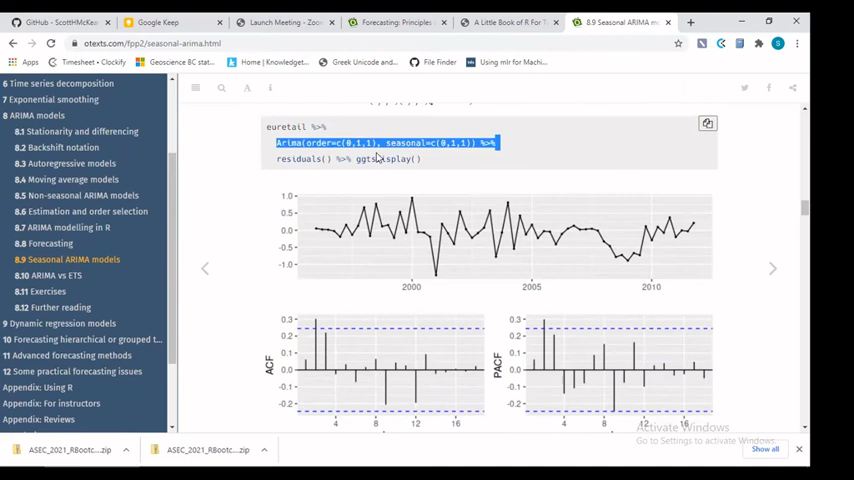 GitHub - ScottHMcKea
Google Keep
Launch Meeting - Zoo
Forecasting: Principles
A Little Book of R For T
8.9 Seasonal ARIMA mo
otexts.com/fpp2/seasonal-arima.html
Apps
Timesheet – Clockify
Geoscience BC stat
Home | Knowledget
Greek Unicode and
File Finder
Using mlr for Machi
6 Time series decomposition
7 Exponential smoothing
8 ARIMA models
8.1 Stationarity and differencing
8.2 Backshift notation
8.3 Autoregressive models
8.4 Moving average models
8.5 Non-seasonal ARIMA models
8.6 Estimation and order selection
8.7 ARIMA modelling in R
8.8 Forecasting
8.9 Seasonal ARIMA models
8.10 ARIMA vs ETS
8.11 Exercises
8.12 Further reading
9 Dynamic regression models
10 Forecasting hierarchical or grouped t...
11 Advanced forecasting methods
12 Some practical forecasting issues
Appendix: Using R
Appendix: For instructors
Appendix: Reviews
euretail %>%
Arima(order=c(0,1,1), seasonal=c(0,1,1)) %>%
residuals() %>% ggtsdisplay()
1.0
0.5
0.0
-0.5
-1.0
2000
2005
2010
ACF
0.3
0.2
0.1
0.0
-0.1
-0.2
4
8
12
16
PACF
0.3
0.2
0.1
0.0
-0.1
-0.2
4
8
12
16
Activate Windows
Go to Settings to activate Windows.
ASEC_2021_RBootc....zip
ASEC_2021_RBootc....zip
Show all